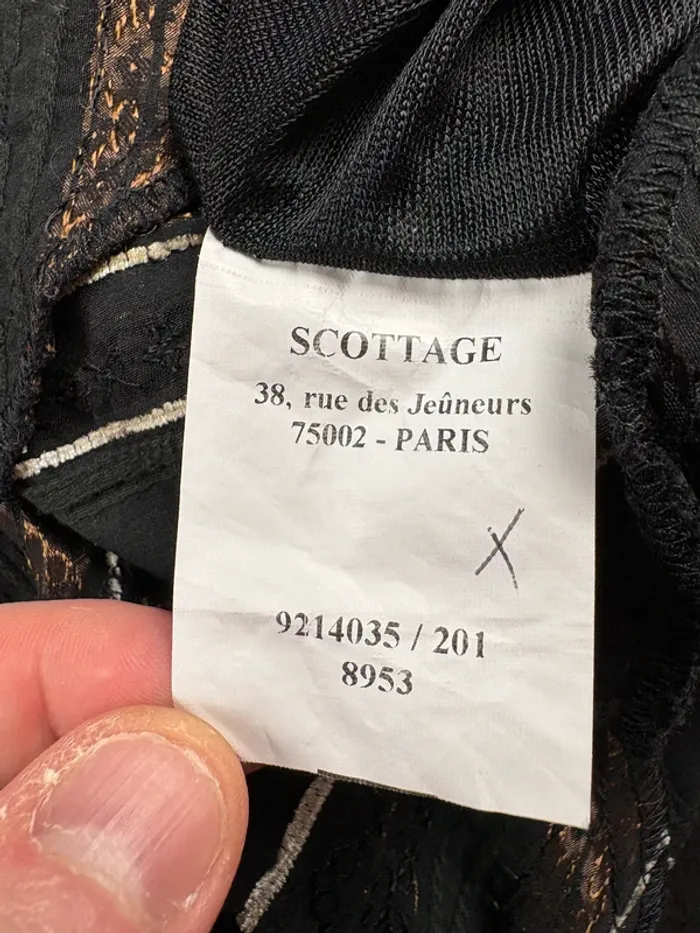 SCOTTAGE
38, rue des Jeûneurs
75002 - PARIS
X
9214035 / 201
8953